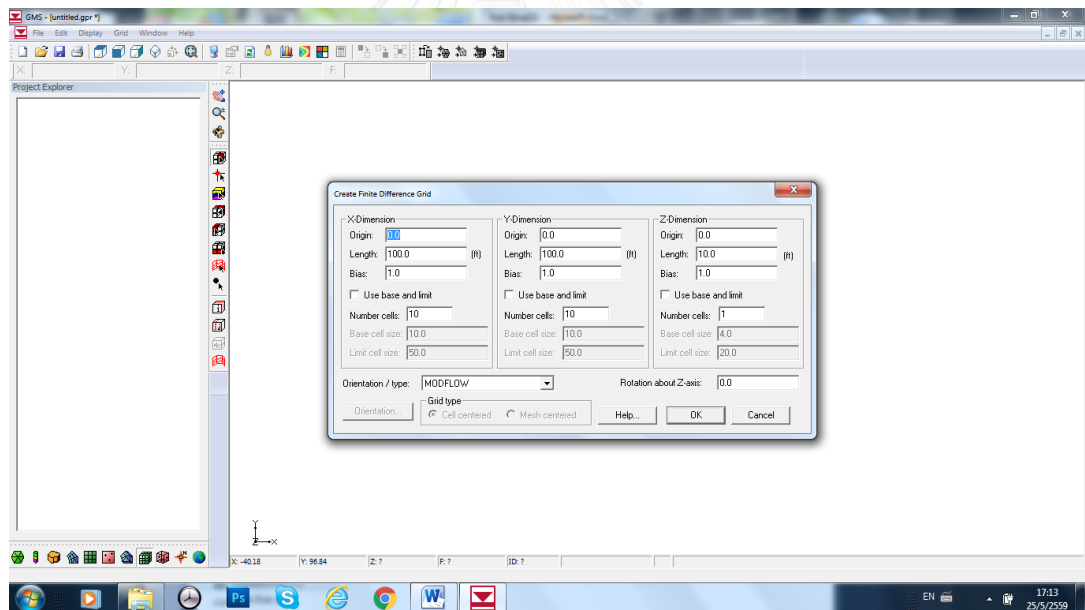 GMS - [untitled.gpr *]
File Edit Display Grid Window Help
X: Y: Z: F:
Project Explorer
Create Finite Difference Grid
X-Dimension
Origin: 0.0
Length: 100.0 (ft)
Bias: 1.0
Use base and limit
Number cells: 10
Base cell size: 10.0
Limit cell size: 50.0
Y-Dimension
Origin: 0.0
Length: 100.0 (ft)
Bias: 1.0
Use base and limit
Number cells: 10
Base cell size: 10.0
Limit cell size: 50.0
Z-Dimension
Origin: 0.0
Length: 10.0 (ft)
Bias: 1.0
Use base and limit
Number cells: 1
Base cell size: 4.0
Limit cell size: 20.0
Orientation / type: MODFLOW
Rotation about Z-axis: 0.0
Orientation...
Grid type
Cell centered Mesh centered
Help... OK Cancel
Y
Z X
X: -40.18 Y: 96.84 Z: ? F: ? ID: ?
Ps S W
EN 17:13
25/5/2559